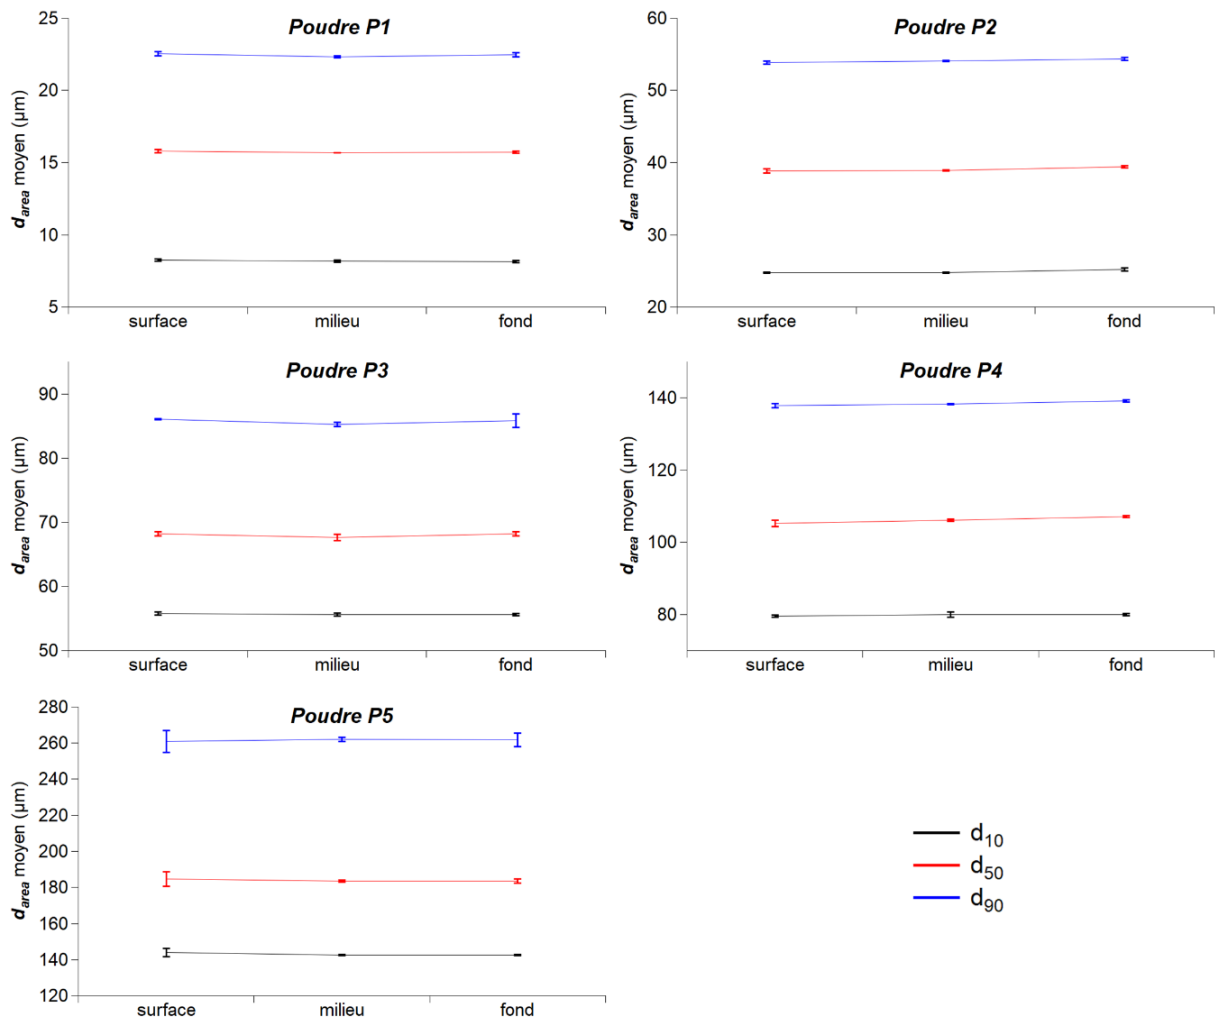 Poudre P1
d_area moyen (µm)
25
20
15
10
5
surface milieu fond
Poudre P2
d_area moyen (µm)
60
50
40
30
20
surface milieu fond
Poudre P3
d_area moyen (µm)
90
80
70
60
50
surface milieu fond
Poudre P4
d_area moyen (µm)
140
120
100
80
surface milieu fond
Poudre P5
d_area moyen (µm)
280
260
240
220
200
180
160
140
120
surface milieu fond
d10
d50
d90